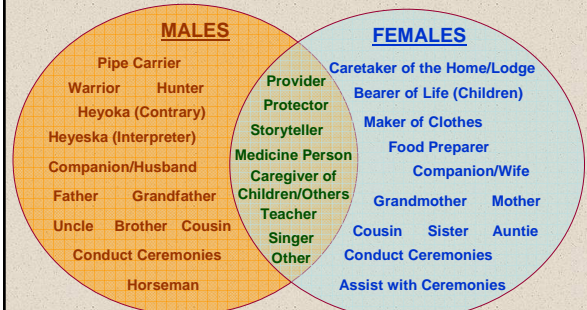 MALES
Pipe Carrier
Warrior Hunter
Heyoka (Contrary)
Heyeska (Interpreter)
Companion/Husband
Father Grandfather
Uncle Brother Cousin
Conduct Ceremonies
Horseman
Provider
Protector
Storyteller
Medicine Person
Caregiver of
Children/Others
Teacher
Singer
Other
FEMALES
Caretaker of the Home/Lodge
Bearer of Life (Children)
Maker of Clothes
Food Preparer
Companion/Wife
Grandmother Mother
Cousin Sister Auntie
Conduct Ceremonies
Assist with Ceremonies